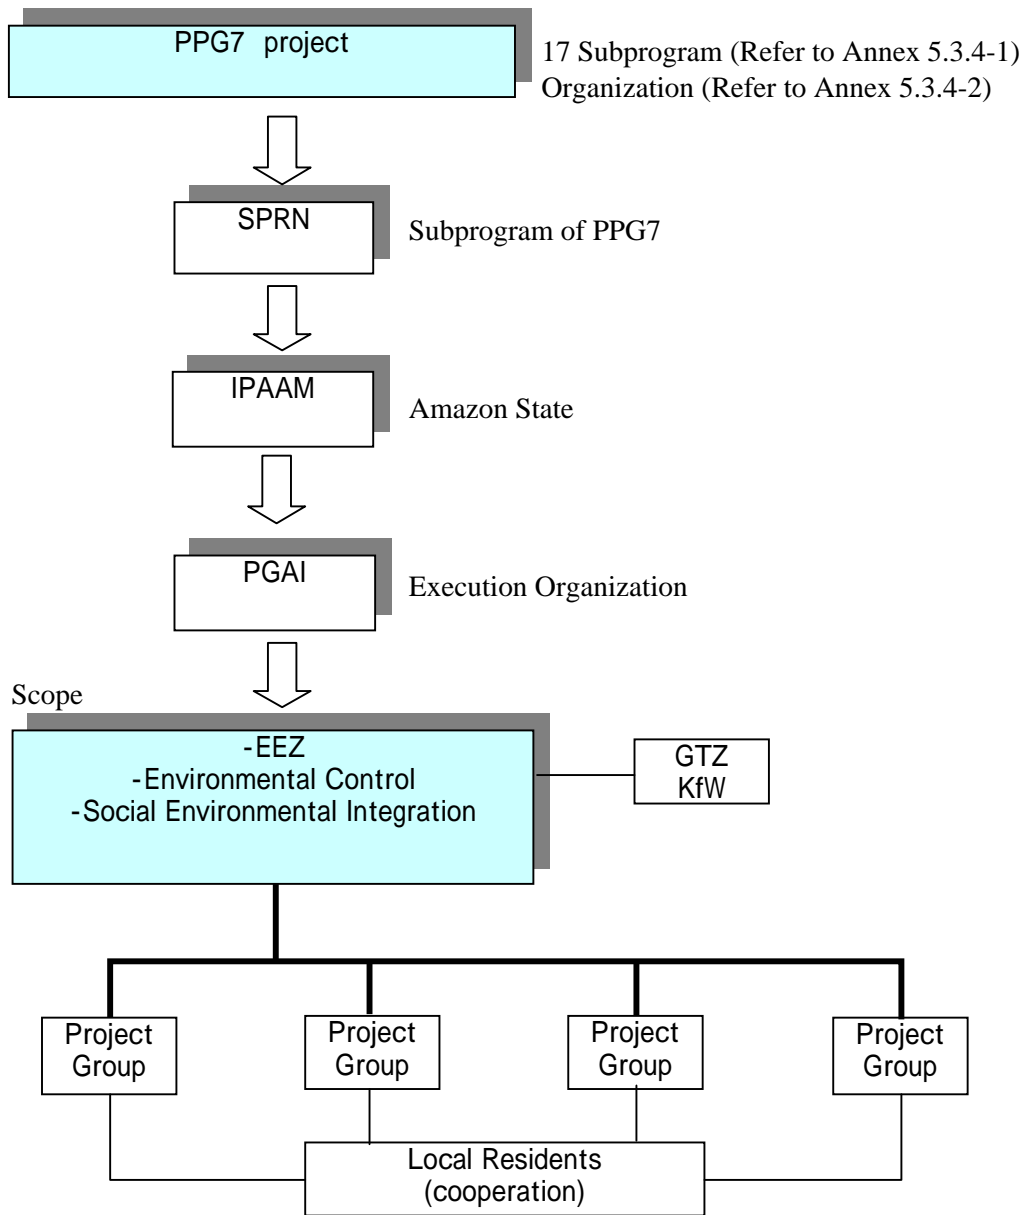 PPG7 project
17 Subprogram (Refer to Annex 5.3.4-1)
Organization (Refer to Annex 5.3.4-2)
SPRN
Subprogram of PPG7
IPAAM
Amazon State
PGAI
Execution Organization
Scope
-EEZ
-Environmental Control
-Social Environmental Integration
GTZ
KfW
Project
Group
Project
Group
Project
Group
Project
Group
Local Residents
(cooperation)